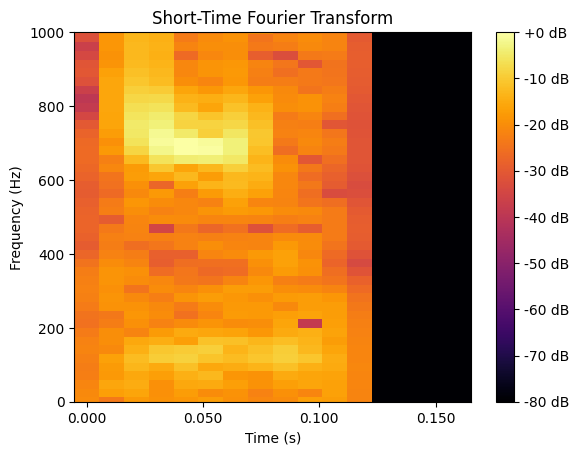 Short-Time Fourier Transform
1000
800
600
400
200
0
Frequency (Hz)
0.000
0.050
0.100
0.150
Time (s)
+0 dB
-10 dB
-20 dB
-30 dB
-40 dB
-50 dB
-60 dB
-70 dB
-80 dB